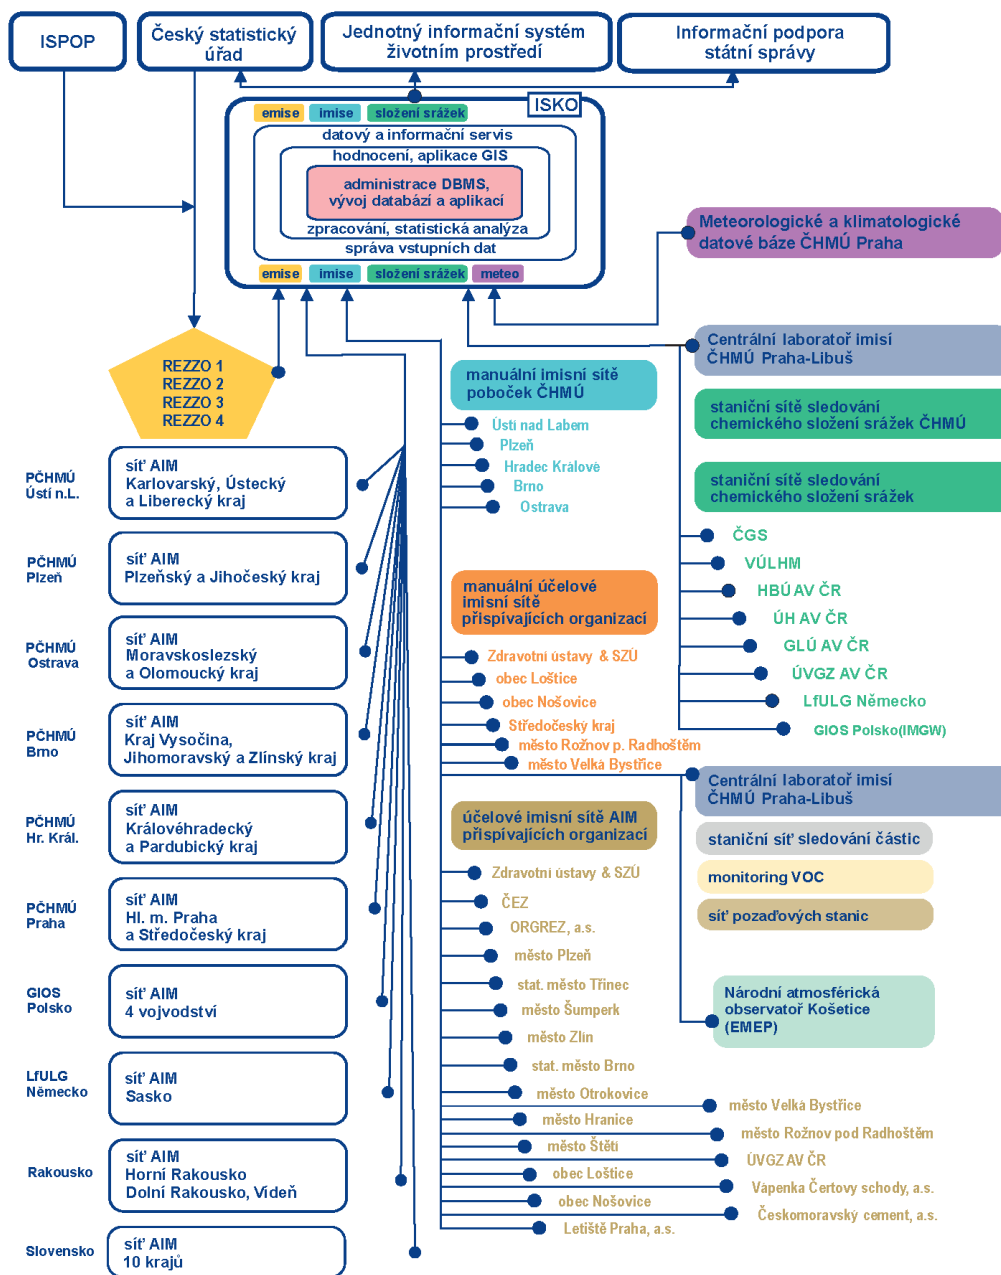 ISPOP
Český statistický
úřad
Jednotný informační systém
životním prostředí
Informační podpora
státní správy
ISKO
emise
imise
složení srážek
datový a informační servis
hodnocení, aplikace GIS
administrace DBMS,
vývoj databází a aplikací
zpracování, statistická analýza
správa vstupních dat
emise
imise
složení srážek
meteo
Meteorologické a klimatologické
datové báze ČHMÚ Praha
REZZO 1
REZZO 2
REZZO 3
REZZO 4
PČHMÚ
Ústí n.L.
síť AIM
Karlovarský, Ústecký
a Liberecký kraj
PČHMÚ
Plzeň
síť AIM
Plzeňský a Jihočeský kraj
PČHMÚ
Ostrava
síť AIM
Moravskoslezský
a Olomoucký kraj
PČHMÚ
Brno
síť AIM
Kraj Vysočina,
Jihomoravský a Zlínský kraj
PČHMÚ
Hr. Král.
síť AIM
Královéhradecký
a Pardubický kraj
PČHMÚ
Praha
síť AIM
Hl. m. Praha
a Středočeský kraj
GIOS
Polsko
síť AIM
4 vojvodství
LfULG
Německo
síť AIM
Sasko
Rakousko
síť AIM
Horní Rakousko
Dolní Rakousko, Vídeň
Slovensko
síť AIM
10 krajů
manuální imisní sítě
poboček ČHMÚ
Ústí nad Labem
Plzeň
Hradec Králové
Brno
Ostrava
manuální účelové
imisní sítě
přispívajících organizací
Zdravotní ústavy & SZÚ
obec Loštice
obec Nošovice
Středočeský kraj
město Rožnov p. Radhoštěm
město Velká Bystřice
účelové imisní sítě AIM
přispívajících organizací
Zdravotní ústavy & SZÚ
ČEZ
ORGREZ, a.s.
město Plzeň
stat. město Třinec
město Šumperk
město Zlín
stat. město Brno
město Otrokovice
město Hranice
město Štětí
obec Loštice
obec Nošovice
Letiště Praha, a.s.
město Velká Bystřice
město Rožnov pod Radhoštěm
ÚVGZ AV ČR
Vápenka Čertovy schody, a.s.
Českomoravský cement, a.s.
Centrální laboratoř imisí
ČHMÚ Praha-Libuš
staniční sítě sledování
chemického složení srážek ČHMÚ
staniční sítě sledování
chemického složení srážek
ČGS
VÚLHM
HBÚ AV ČR
ÚH AV ČR
GLÚ AV ČR
ÚVGZ AV ČR
LfULG Německo
GIOS Polsko(IMGW)
Centrální laboratoř imisí
ČHMÚ Praha-Libuš
staniční síť sledování částic
monitoring VOC
síť pozaďových stanic
Národní atmosférická
observatoř Košetice
(EMEP)